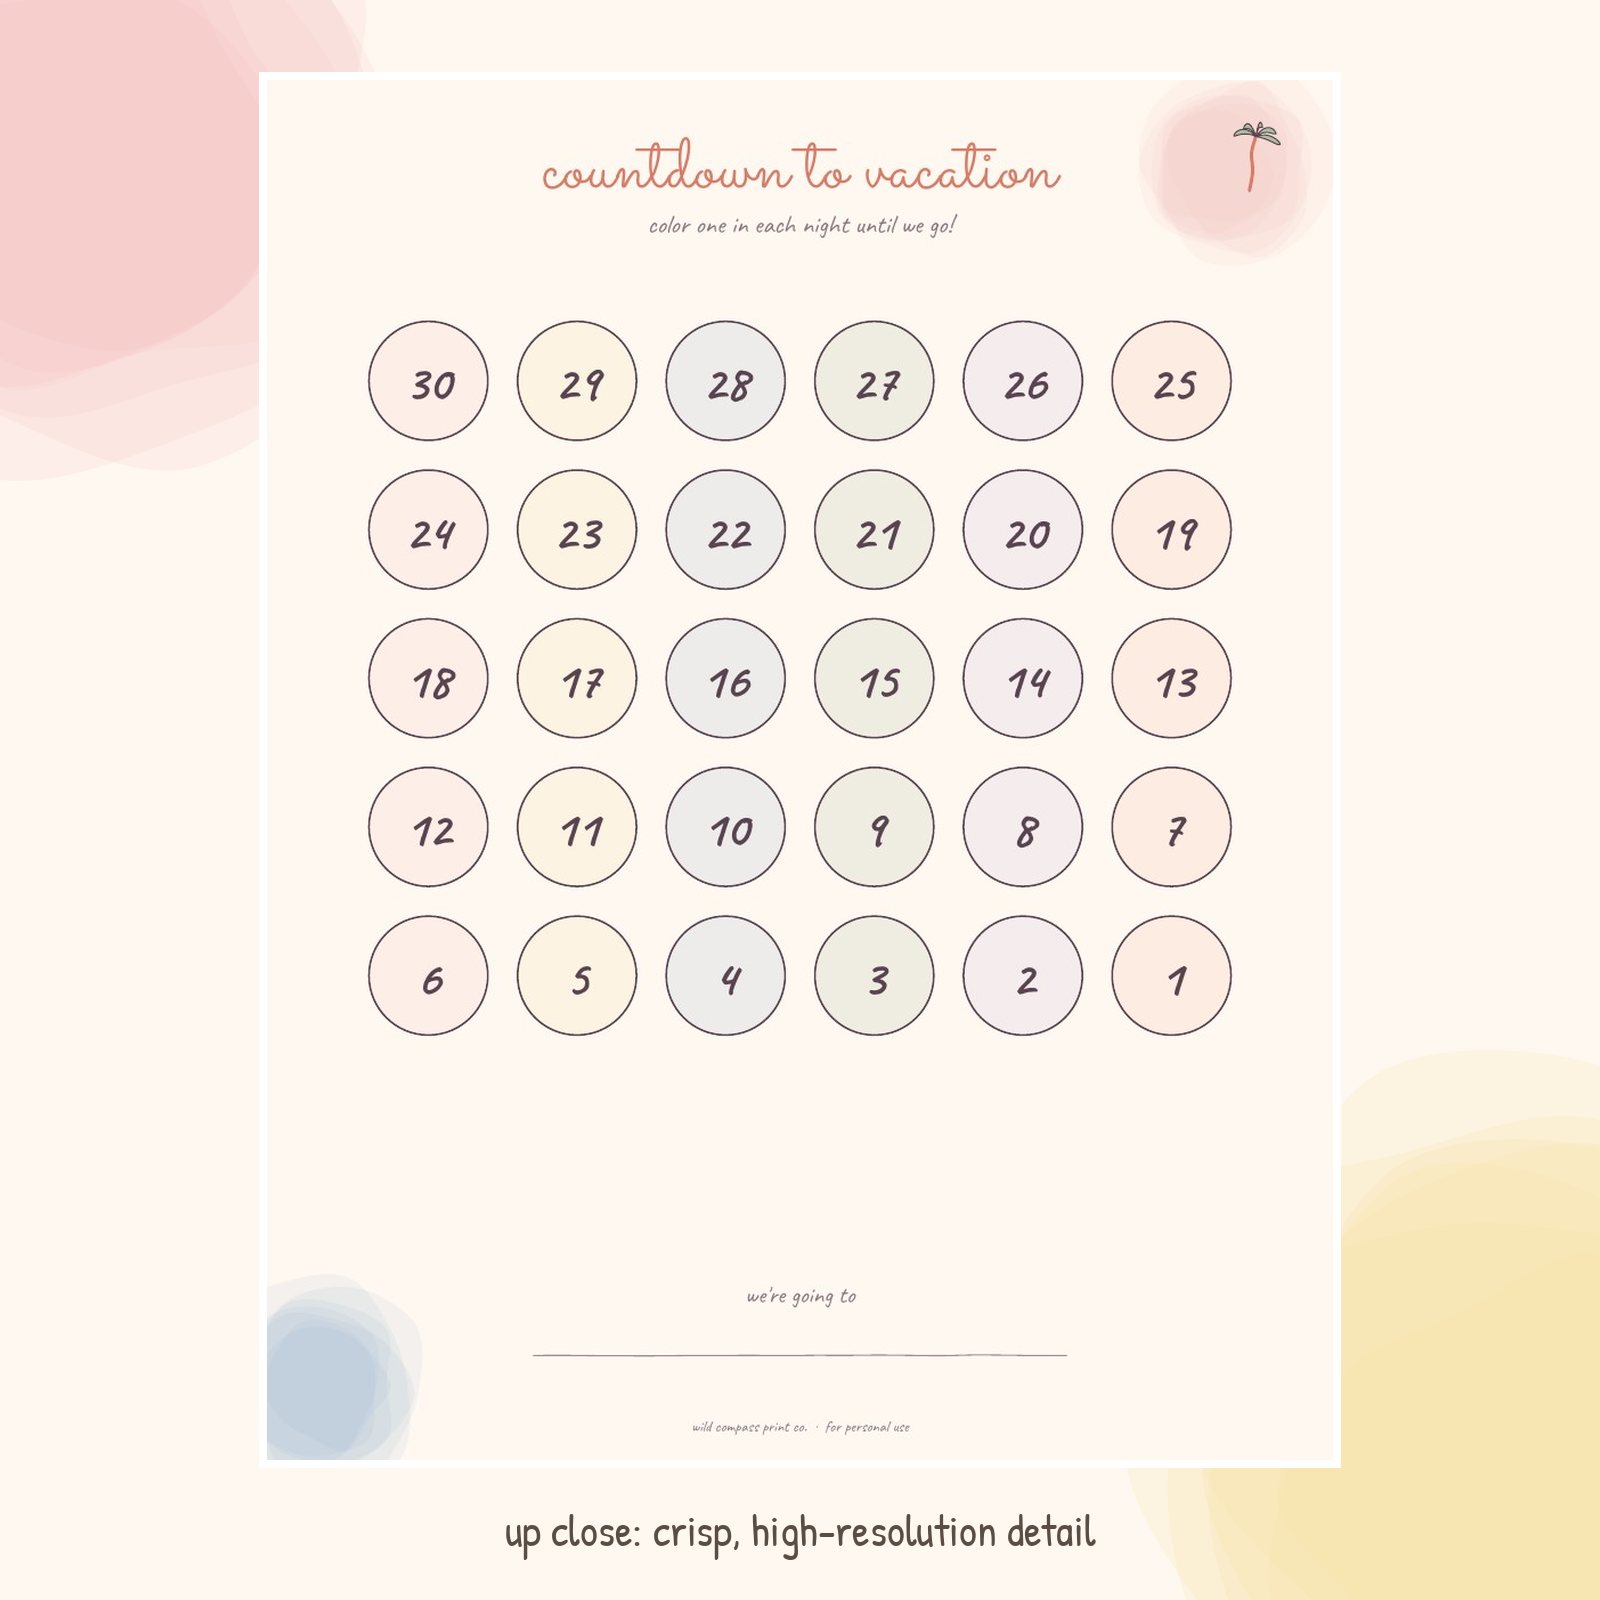 countdown to vacation
color one in each night until we go!
30 29 28 27 26 25
24 23 22 21 20 19
18 17 16 15 14 13
12 11 10 9 8 7
6 5 4 3 2 1
we're going to
wild compass print co. · for personal use
up close: crisp, high-resolution detail